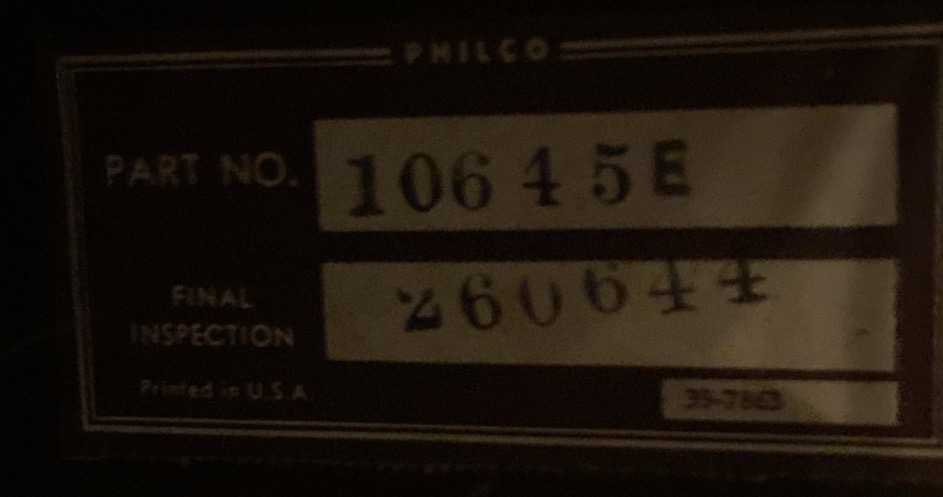 PHILCO
PART NO. 10645E
FINAL
INSPECTION
260644
Printed in U.S.A.